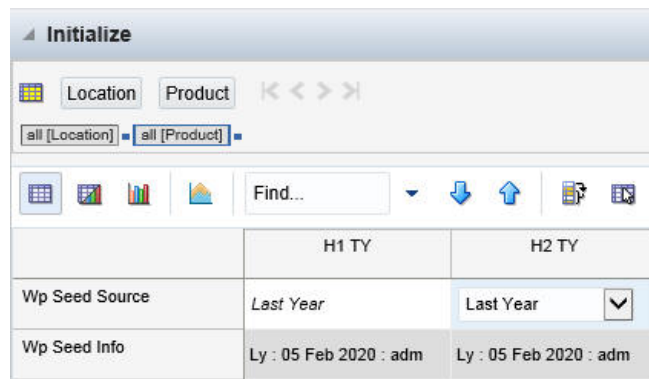 Initialize
Location Product
all [Location] all [Product]
Find...
H1 TY H2 TY
Wp Seed Source Last Year Last Year
Wp Seed Info Ly : 05 Feb 2020 : adm Ly : 05 Feb 2020 : adm